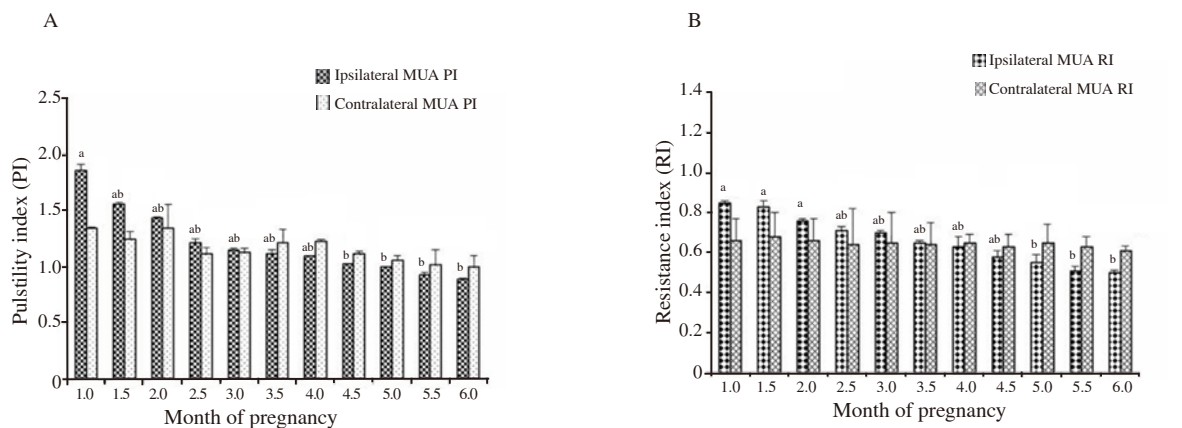 A
Ipsilateral MUA PI
Contralateral MUA PI
Pulstility index (PI)
2.5
2.0
1.5
1.0
0.5
0
a
ab
ab
ab
ab
ab
ab
b
b
b
b
1.0 1.5 2.0 2.5 3.0 3.5 4.0 4.5 5.0 5.5 6.0
Month of pregnancy
B
Ipsilateral MUA RI
Contralateral MUA RI
Resistance index (RI)
1.4
1.2
1.0
0.8
0.6
0.4
0.2
0
a
a
a
ab
ab
ab
ab
ab
b
b
b
1.0 1.5 2.0 2.5 3.0 3.5 4.0 4.5 5.0 5.5 6.0
Month of pregnancy